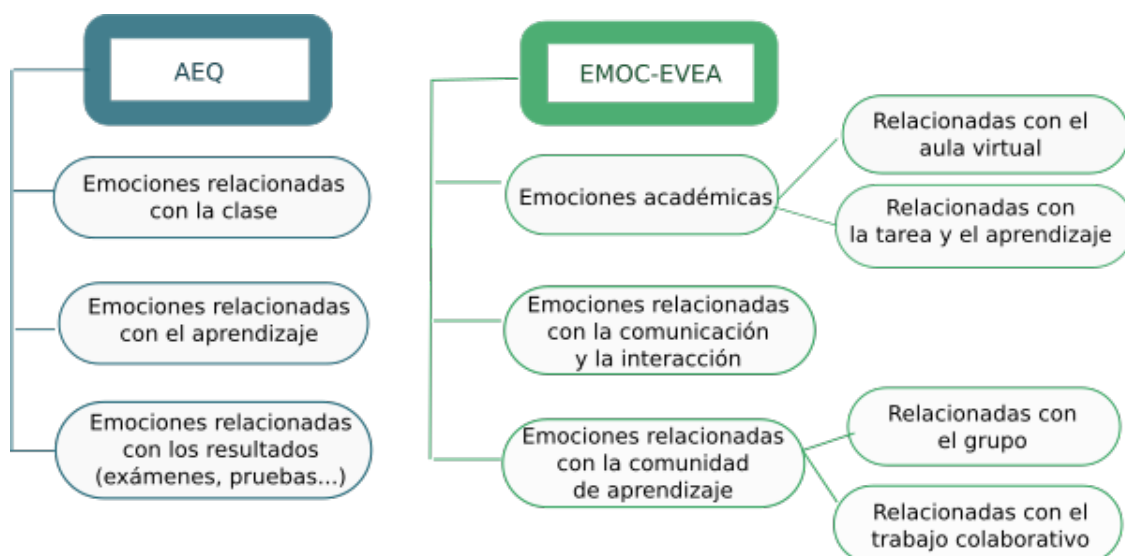 AEQ
Emociones relacionadas
con la clase
Emociones relacionadas
con el aprendizaje
Emociones relacionadas
con los resultados
(exámenes, pruebas...)
EMOC-EVEA
Emociones académicas
Relacionadas con el
aula virtual
Relacionadas con
la tarea y el aprendizaje
Emociones relacionadas
con la comunicación
y la interacción
Emociones relacionadas
con la comunidad
de aprendizaje
Relacionadas con
el grupo
Relacionadas con el
trabajo colaborativo